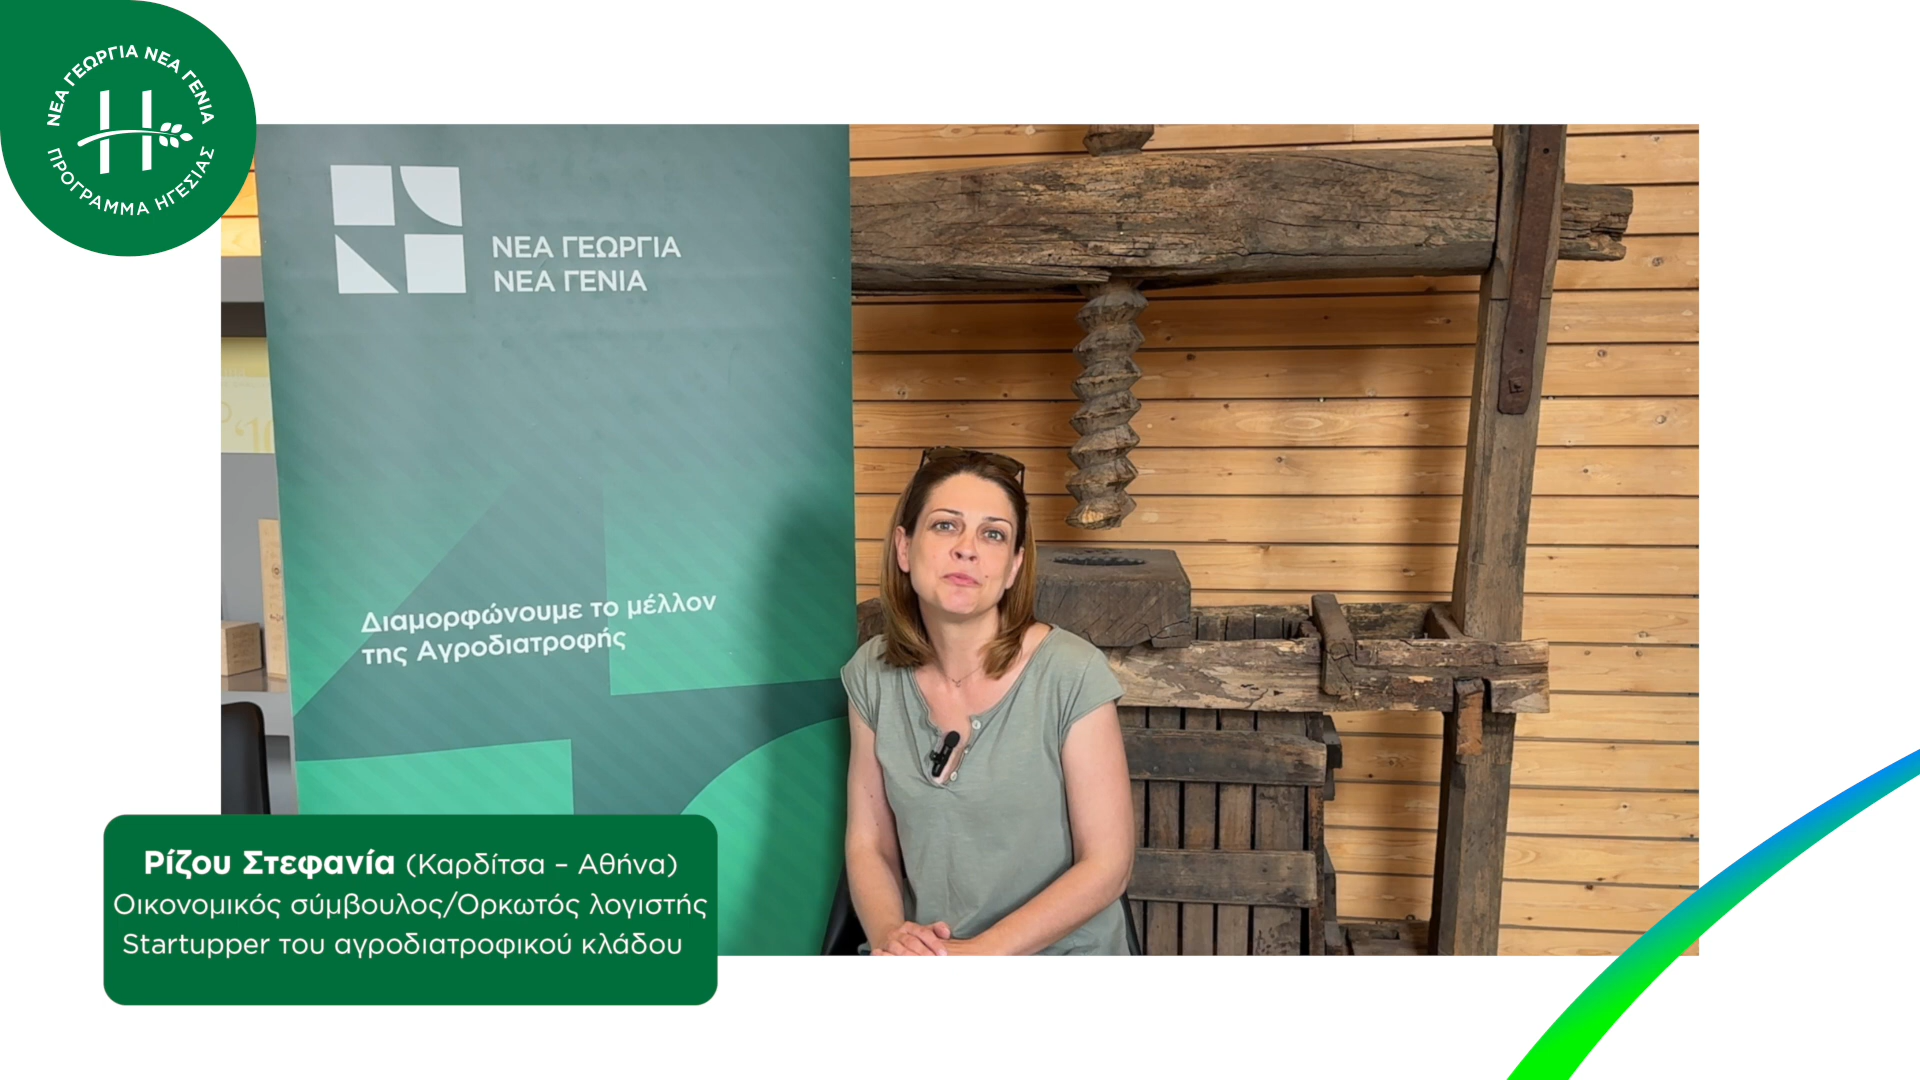 ΝΕΑ ΓΕΩΡΓΙΑ ΝΕΑ ΓΕΝΙΑ
ΠΡΟΓΡΑΜΜΑ ΗΓΕΣΙΑΣ
ΝΕΑ ΓΕΩΡΓΙΑ
ΝΕΑ ΓΕΝΙΑ
Διαμορφώνουμε το μέλλον
της Αγροδιατροφής
Ρίζου Στεφανία (Καρδίτσα – Αθήνα)
Οικονομικός σύμβουλος/Ορκωτός λογιστής
Startupper του αγροδιατροφικού κλάδου